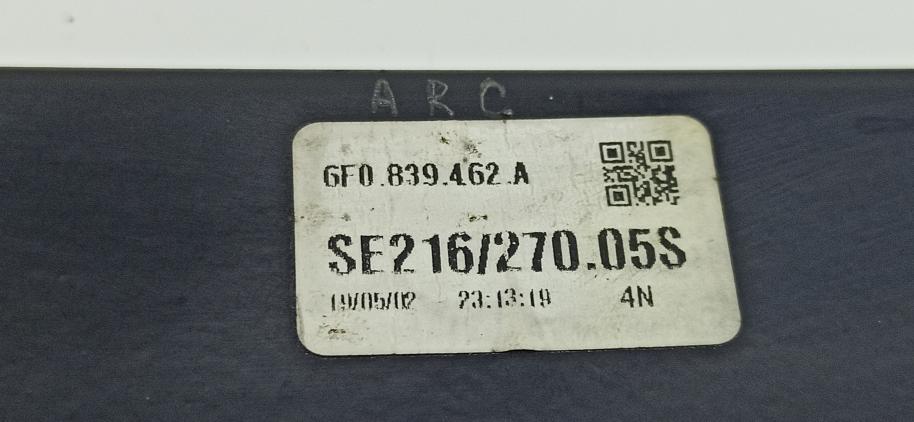 ARC
6F0.839.462.A
SE216/270.05S
19/05/02 23:13:19 4N